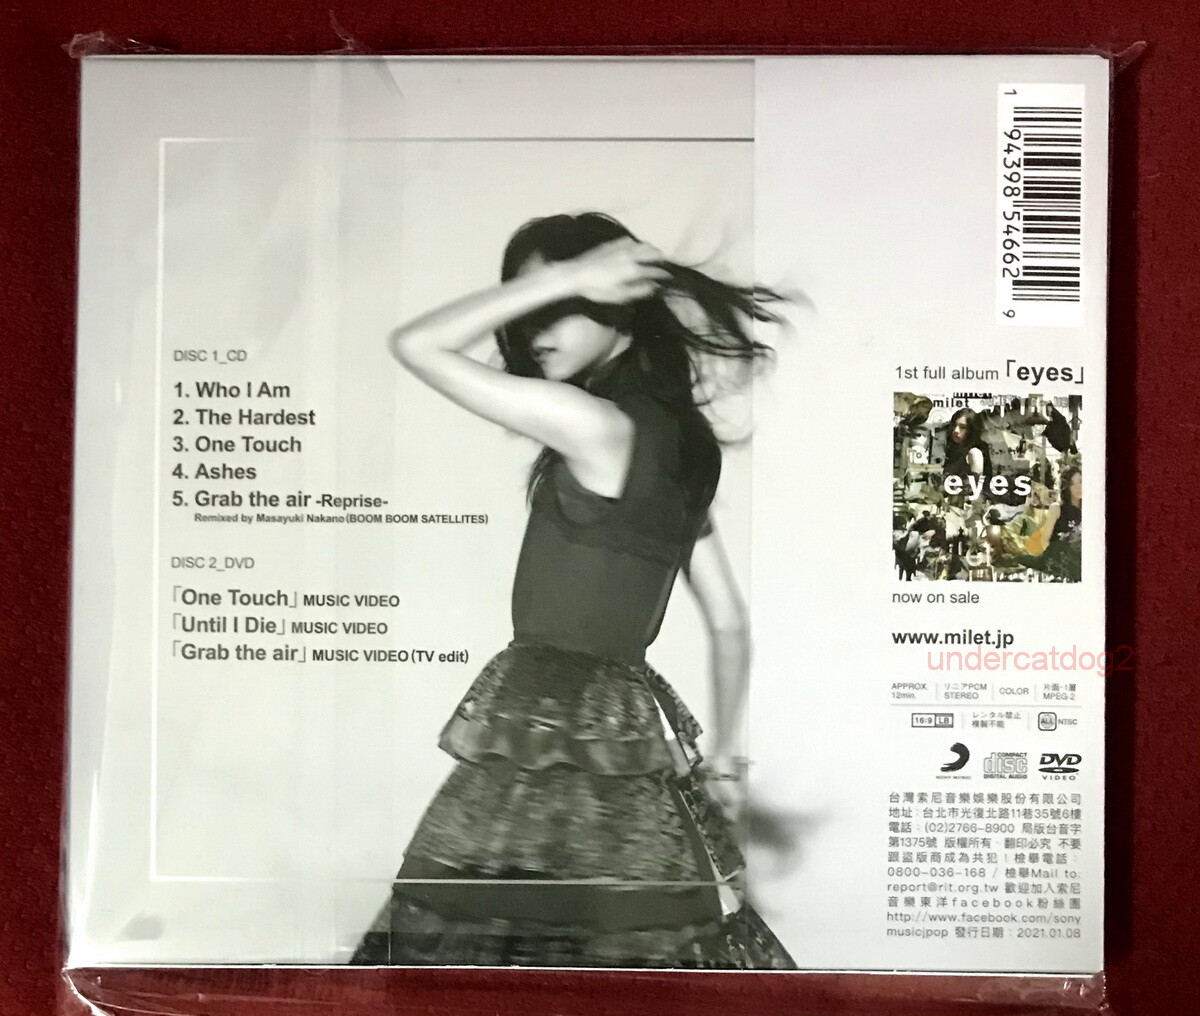 DISC 1_CD
1. Who I Am
2. The Hardest
3. One Touch
4. Ashes
5. Grab the air -Reprise-
Remixed by Masayuki Nakano(BOOM BOOM SATELLITES)
DISC 2_DVD
「One Touch」MUSIC VIDEO
「Until I Die」MUSIC VIDEO
「Grab the air」MUSIC VIDEO(TV edit)
1 94398 54662 9
1st full album「eyes」
milet
eyes
now on sale
www.milet.jp
undercatdog2
APPROX. 12min.
リニアPCM STEREO
COLOR
片面・1層 MPEG-2
16:9 LB
レンタル禁止 複製不能
ALL NTSC
SONY MUSIC
COMPACT disc DIGITAL AUDIO
DVD VIDEO
台灣索尼音樂娛樂股份有限公司
地址:台北市光復北路11巷35號6樓
電話:(02)2766-8900 局版台音字
第1375號 版權所有、翻印必究 不要
跟盜版商成為共犯!檢舉電話:
0800-036-168 / 檢舉Mail to:
report@rit.org.tw 歡迎加入索尼
音樂東洋facebook粉絲團
http://www.facebook.com/sony
musicjpop 發行日期:2021.01.08